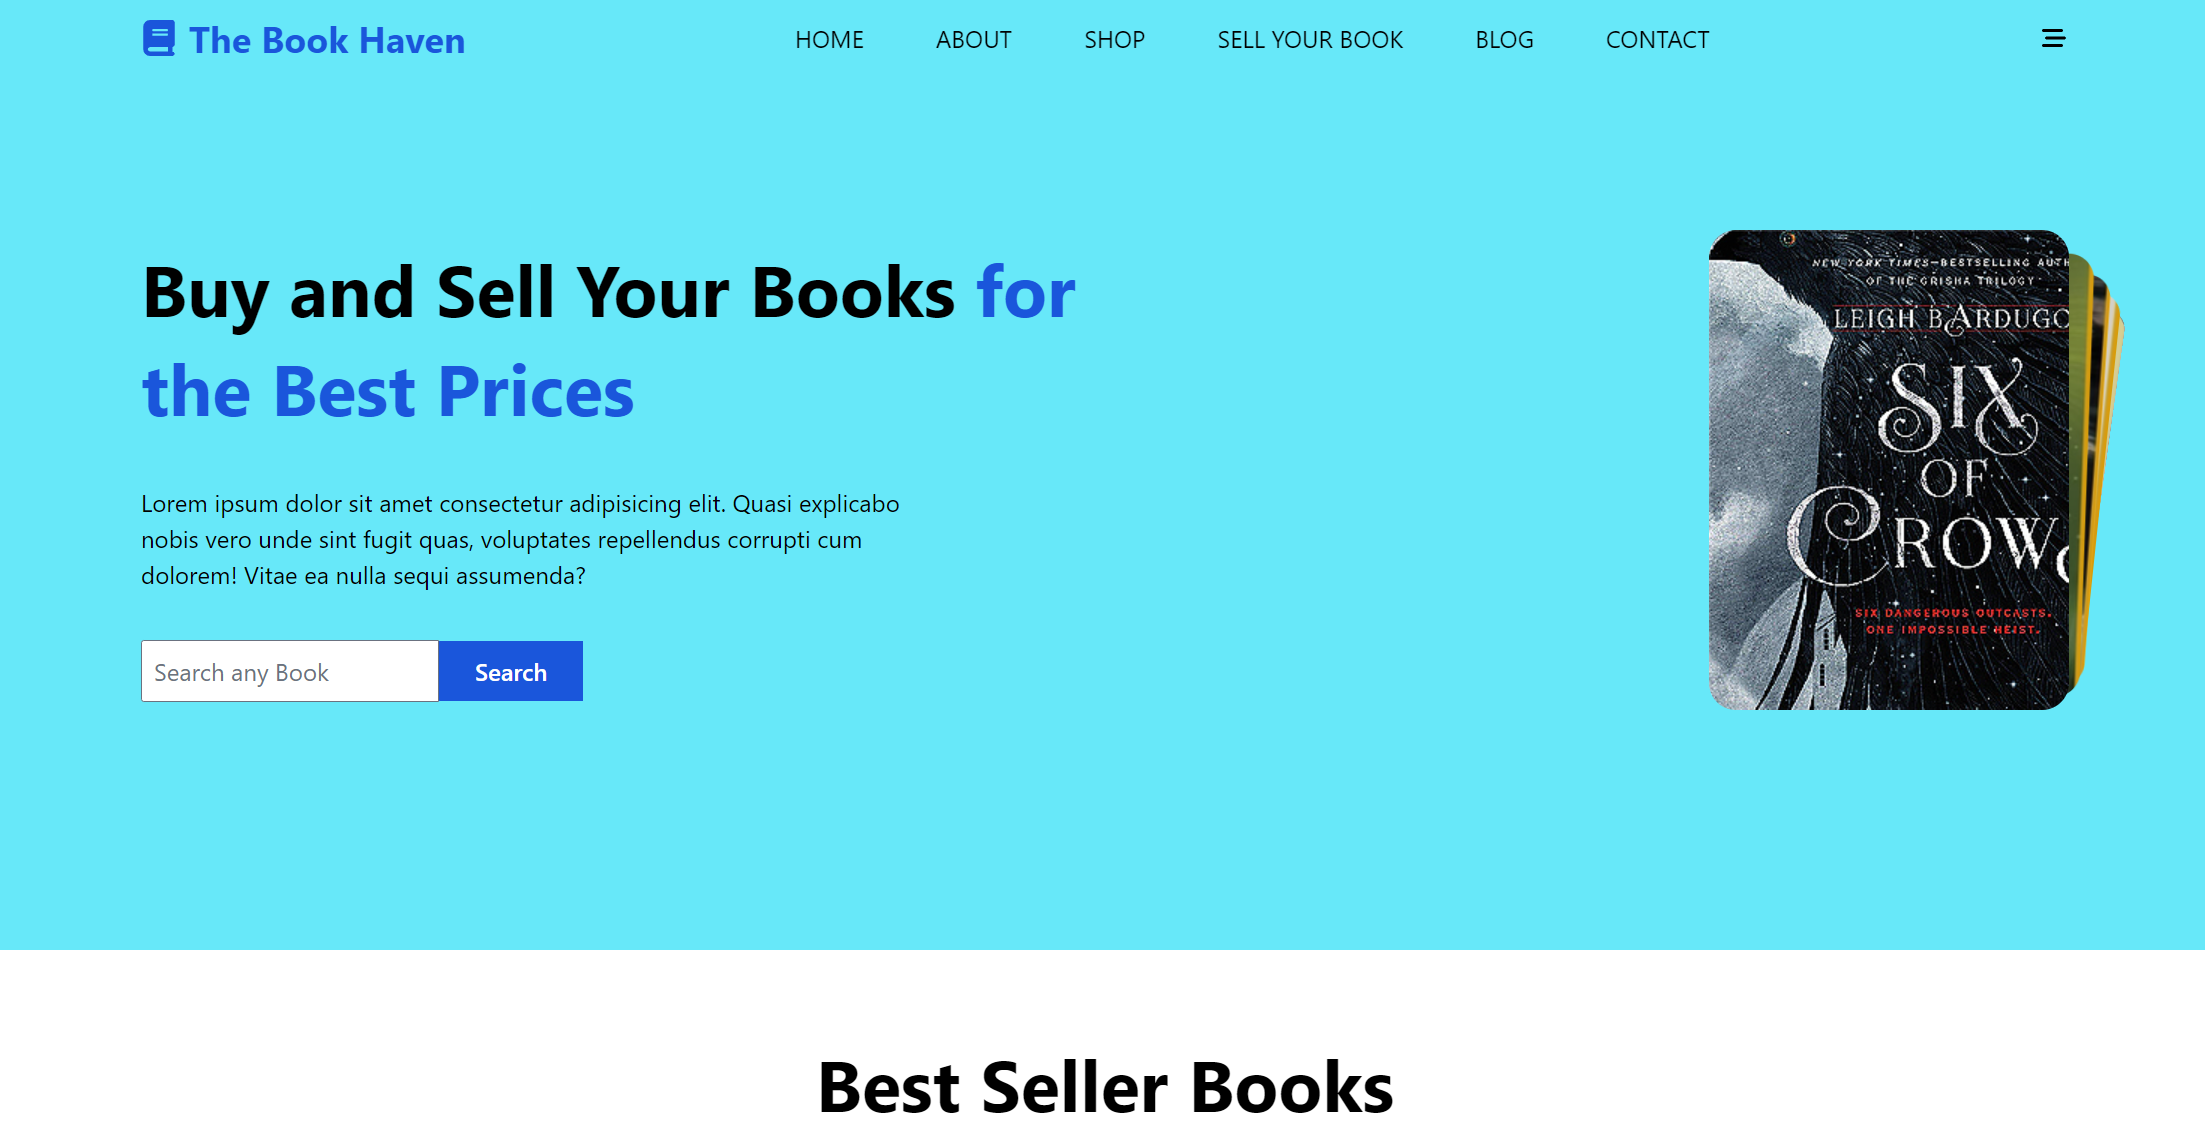 The Book Haven
HOME ABOUT SHOP SELL YOUR BOOK BLOG CONTACT
Buy and Sell Your Books for
the Best Prices
Lorem ipsum dolor sit amet consectetur adipisicing elit. Quasi explicabo
nobis vero unde sint fugit quas, voluptates repellendus corrupti cum
dolorem! Vitae ea nulla sequi assumenda?
Search any Book
Search
NEW YORK TIMES-BESTSELLING AUTH
OF THE GRISHA TRILOGY
LEIGH BARDUGO
SIX
OF
CROW
SIX DANGEROUS OUTCASTS.
ONE IMPOSSIBLE HEIST.
Best Seller Books